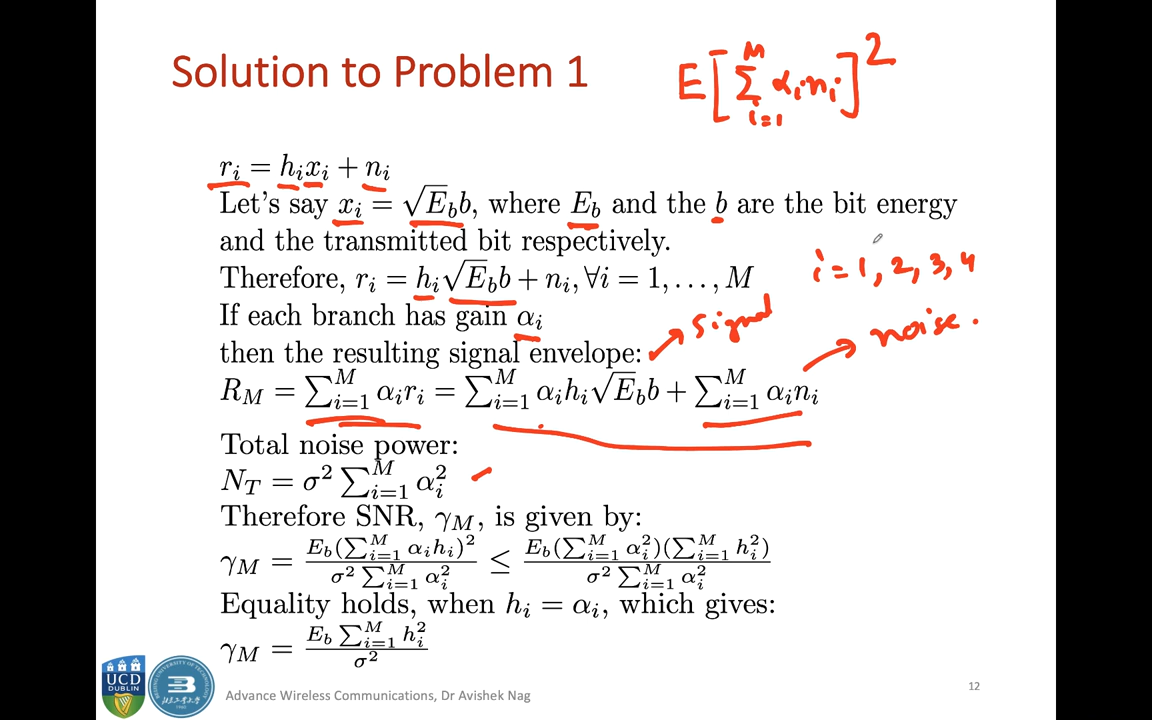 Solution to Problem 1
E[∑_{i=1}^{M} α_i n_i]^2
r_i = h_i x_i + n_i
Let's say x_i = √E_b b, where E_b and the b are the bit energy
and the transmitted bit respectively.
Therefore, r_i = h_i √E_b b + n_i, ∀i = 1, . . . , M
i = 1, 2, 3, 4
If each branch has gain α_i
signal
noise.
then the resulting signal envelope:
R_M = ∑_{i=1}^{M} α_i r_i = ∑_{i=1}^{M} α_i h_i √E_b b + ∑_{i=1}^{M} α_i n_i
Total noise power:
N_T = σ^2 ∑_{i=1}^{M} α_i^2
Therefore SNR, γ_M, is given by:
γ_M = E_b(∑_{i=1}^{M} α_i h_i)^2 / σ^2 ∑_{i=1}^{M} α_i^2 ≤ E_b(∑_{i=1}^{M} α_i^2)(∑_{i=1}^{M} h_i^2) / σ^2 ∑_{i=1}^{M} α_i^2
Equality holds, when h_i = α_i, which gives:
γ_M = E_b ∑_{i=1}^{M} h_i^2 / σ^2
UCD
DUBLIN
Advance Wireless Communications, Dr Avishek Nag
12